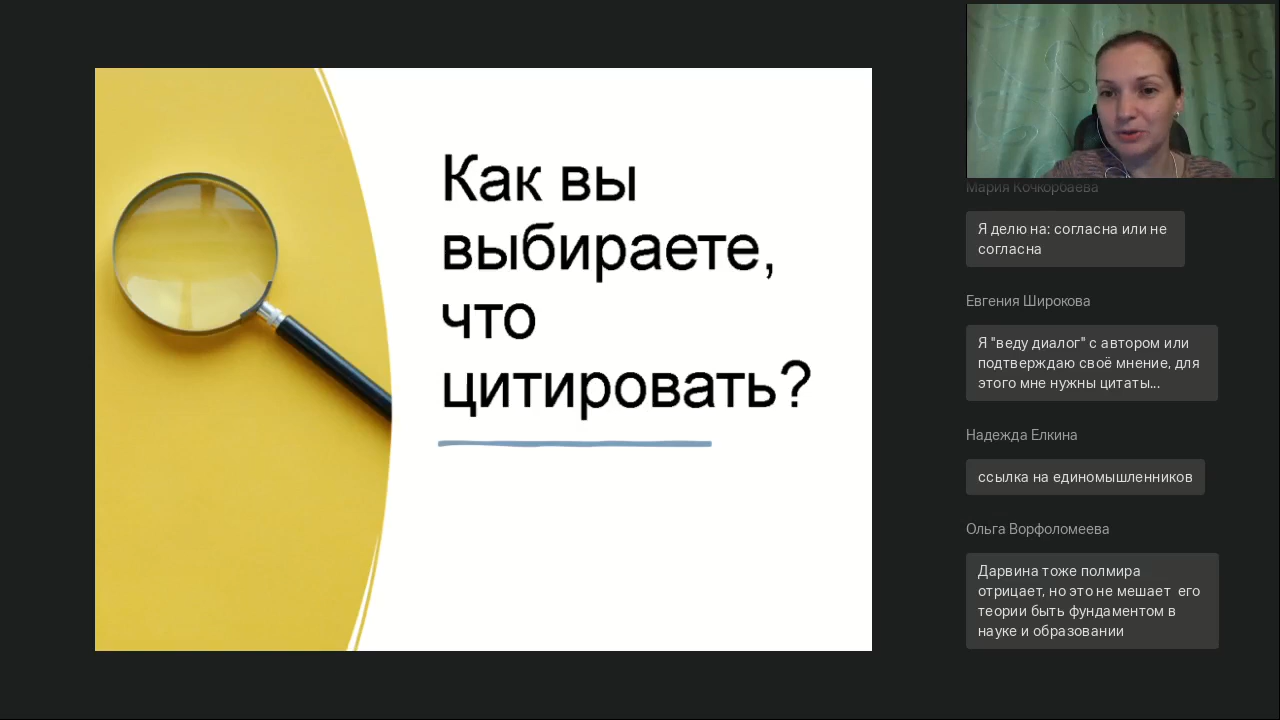 Как вы
выбираете,
что
цитировать?
Мария Кочкорбаева
Я делю на: согласна или не
согласна
Евгения Широкова
Я "веду диалог" с автором или
подтверждаю своё мнение, для
этого мне нужны цитаты...
Надежда Елкина
ссылка на единомышленников
Ольга Ворфоломеева
Дарвина тоже полмира
отрицает, но это не мешает его
теории быть фундаментом в
науке и образовании